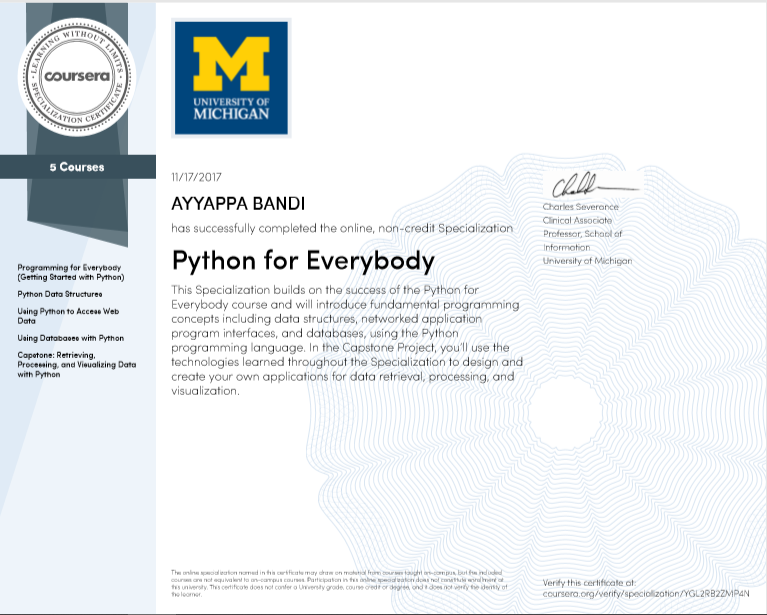 LEARNING WITHOUT LIMITS
coursera
SPECIALIZATION CERTIFICATE
5 Courses
Programming for Everybody
(Getting Started with Python)
Python Data Structures
Using Python to Access Web
Data
Using Databases with Python
Capstone: Retrieving,
Processing, and Visualizing Data
with Python
M
UNIVERSITY OF
MICHIGAN
11/17/2017
AYYAPPA BANDI
has successfully completed the online, non-credit Specialization
Python for Everybody
This Specialization builds on the success of the Python for
Everybody course and will introduce fundamental programming
concepts including data structures, networked application
program interfaces, and databases, using the Python
programming language. In the Capstone Project, you'll use the
technologies learned throughout the Specialization to design and
create your own applications for data retrieval, processing, and
visualization.
Charles Severance
Clinical Associate
Professor, School of
Information
University of Michigan
The online specialization named in this certificate may draw on material from courses taught on-campus, but the included
courses are not equivalent to on-campus courses. Participation in this online specialization does not constitute enrollment at
this university. This certificate does not confer a University grade, course credit or degree, and it does not verify the identity of
the learner.
Verify this certificate at:
coursera.org/verify/specialization/YGL2RB2ZMP4N